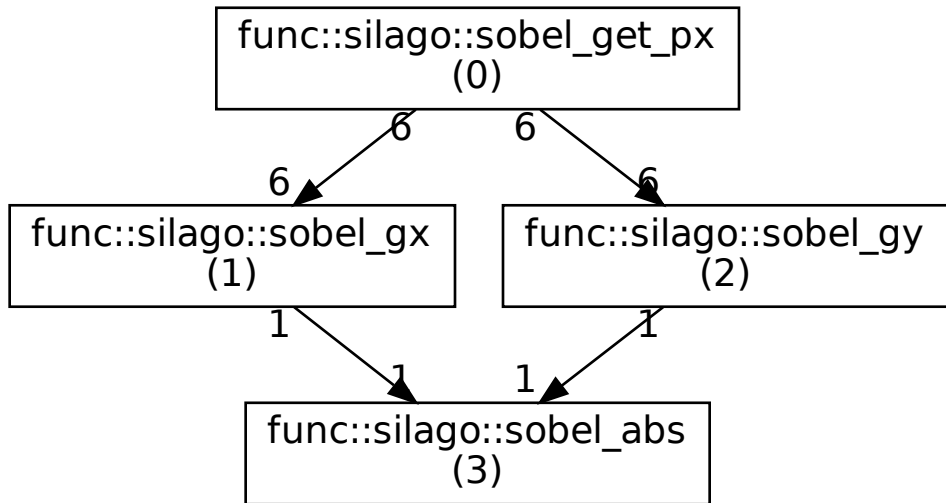 func::silago::sobel_get_px
(0)
6 6
6 6
func::silago::sobel_gx
(1)
func::silago::sobel_gy
(2)
1 1
1 1
func::silago::sobel_abs
(3)